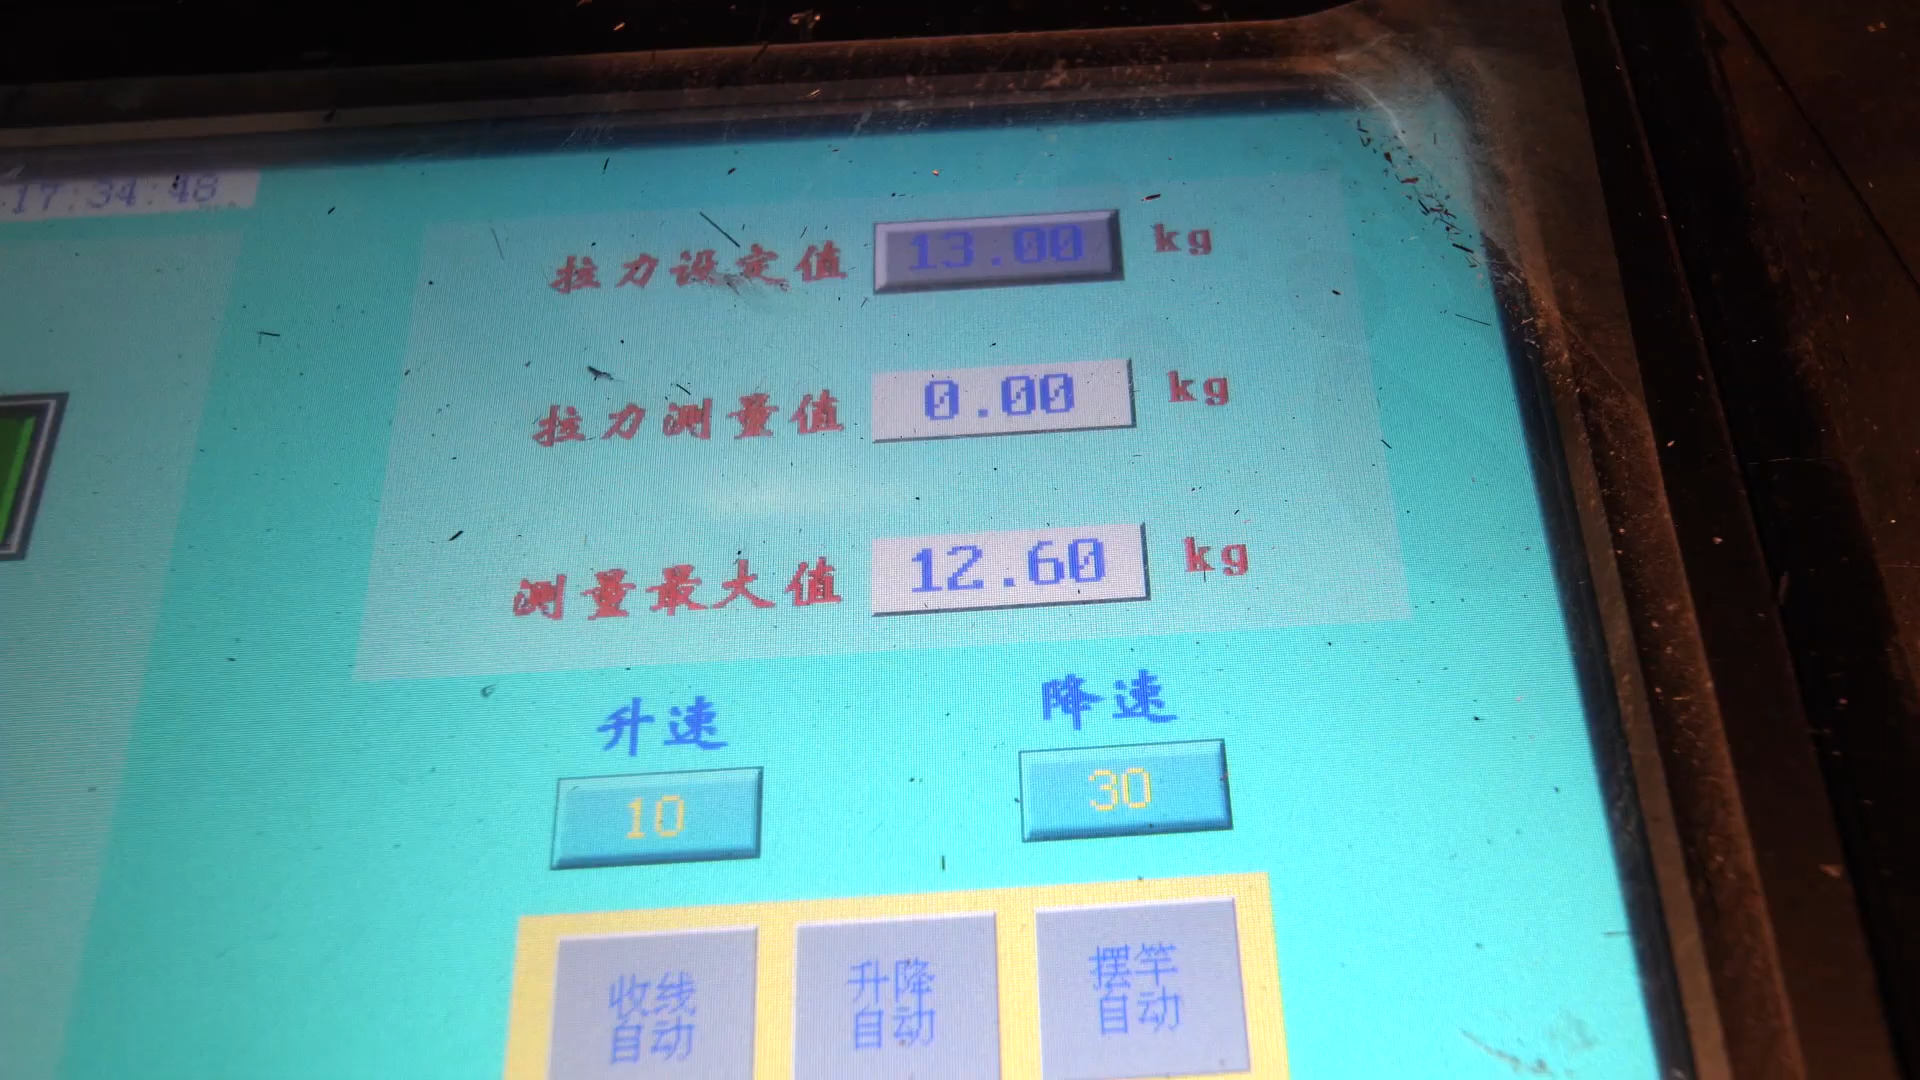 17:34:48
拉力设定值 13.00 kg
拉力测量值 0.00 kg
测量最大值 12.60 kg
升速 降速
10 30
收线 升降 摆竿
自动 自动 自动